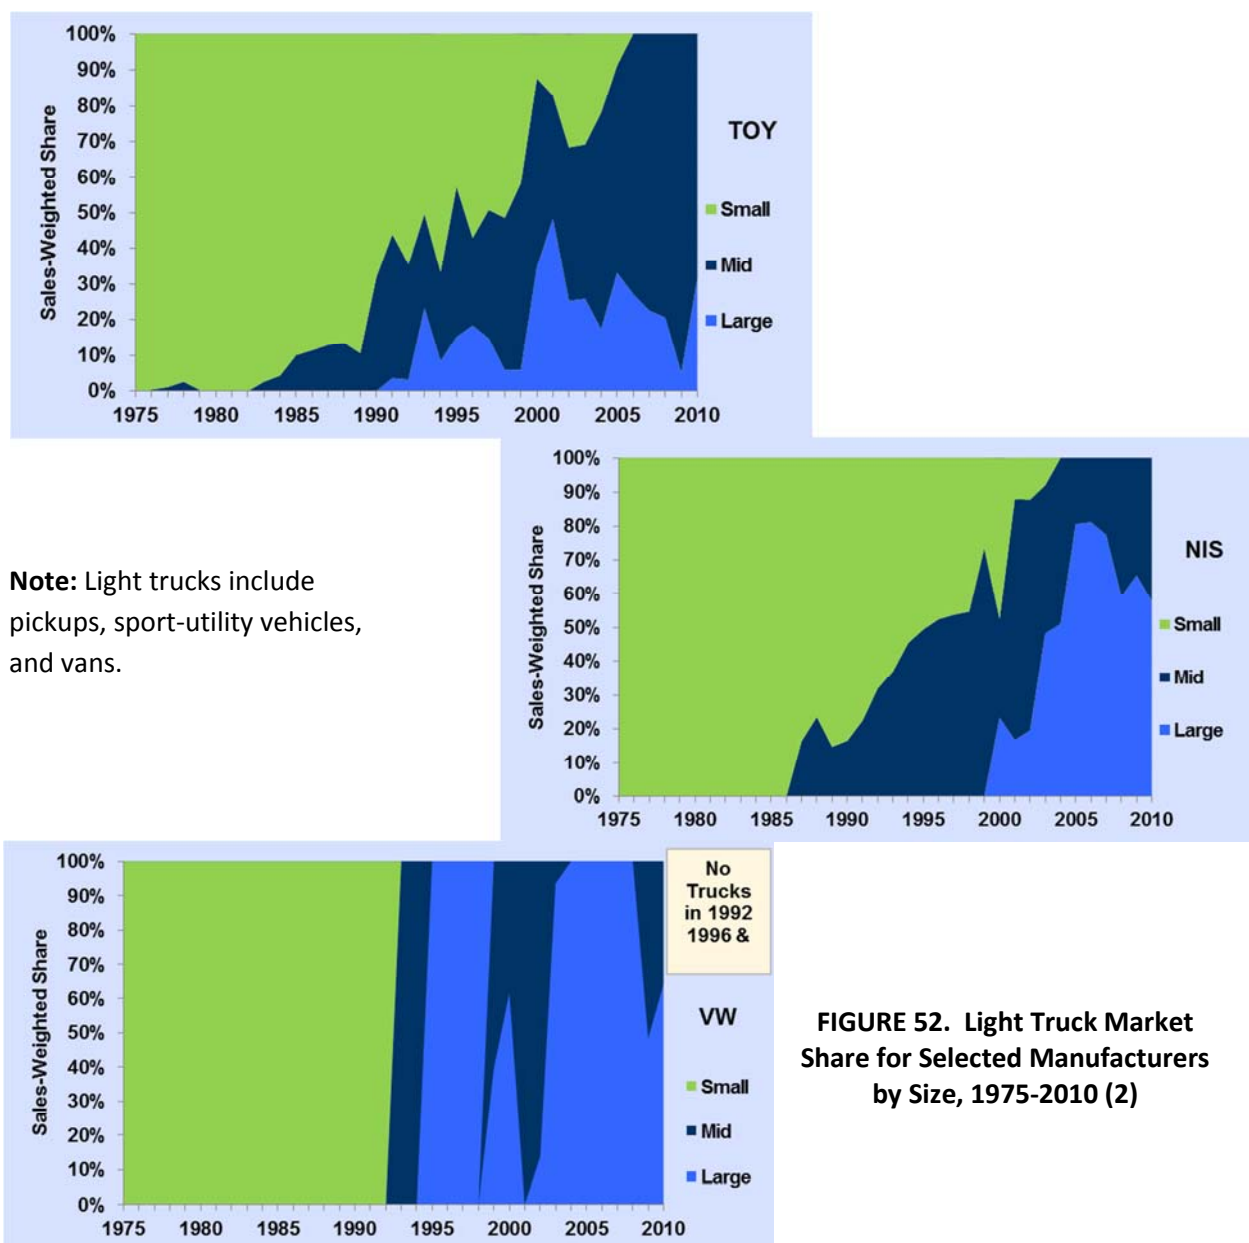 100%
90%
80%
70%
60%
50%
40%
30%
20%
10%
0%
Sales-Weighted Share
1975 1980 1985 1990 1995 2000 2005 2010
TOY
Small
Mid
Large
Note: Light trucks include
pickups, sport-utility vehicles,
and vans.
100%
90%
80%
70%
60%
50%
40%
30%
20%
10%
0%
Sales-Weighted Share
1975 1980 1985 1990 1995 2000 2005 2010
NIS
Small
Mid
Large
100%
90%
80%
70%
60%
50%
40%
30%
20%
10%
0%
Sales-Weighted Share
1975 1980 1985 1990 1995 2000 2005 2010
No
Trucks
in 1992
1996 &
VW
Small
Mid
Large
FIGURE 52. Light Truck Market
Share for Selected Manufacturers
by Size, 1975-2010 (2)